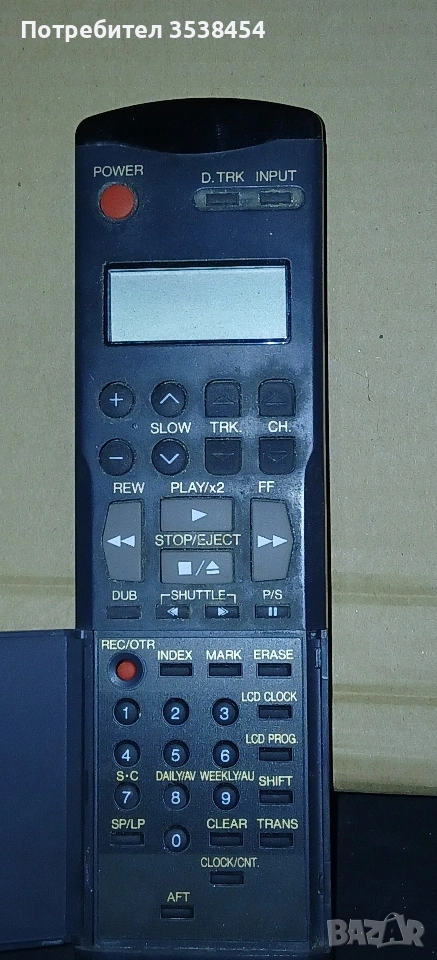 Потребител 3538454
POWER
D. TRK INPUT
+
SLOW TRK. CH.
−
REW PLAY/x2 FF
STOP/EJECT
DUB SHUTTLE P/S
REC/OTR INDEX MARK ERASE
1 2 3 LCD CLOCK
4 5 6 LCD PROG.
S·C DAILY/AV WEEKLY/AU SHIFT
7 8 9
SP/LP 0 CLEAR TRANS
CLOCK/CNT.
AFT
BAZAR